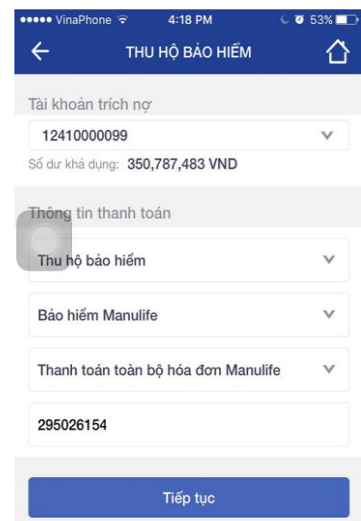 VinaPhone 4:18 PM 53%
THU HỘ BẢO HIỂM
Tài khoản trích nợ
12410000099
Số dư khả dụng: 350,787,483 VND
Thông tin thanh toán
Thu hộ bảo hiểm
Bảo hiểm Manulife
Thanh toán toàn bộ hóa đơn Manulife
295026154
Tiếp tục